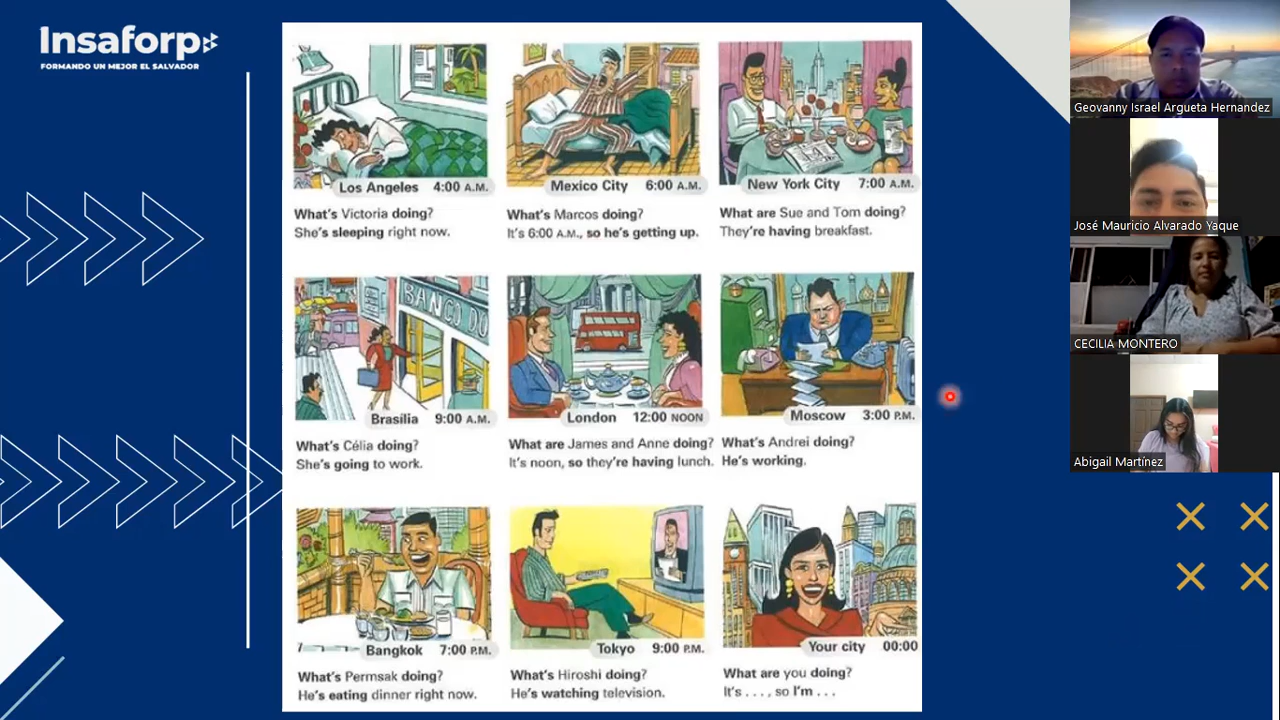 Insaforp
FORMANDO UN MEJOR EL SALVADOR
Los Angeles 4:00 A.M.
What's Victoria doing?
She's sleeping right now.
Mexico City 6:00 A.M.
What's Marcos doing?
It's 6:00 A.M., so he's getting up.
New York City 7:00 A.M.
What are Sue and Tom doing?
They're having breakfast.
BANCO DO
Brasília 9:00 A.M.
What's Célia doing?
She's going to work.
London 12:00 NOON
What are James and Anne doing?
It's noon, so they're having lunch.
Moscow 3:00 P.M.
What's Andrei doing?
He's working.
Bangkok 7:00 P.M.
What's Permsak doing?
He's eating dinner right now.
Tokyo 9:00 P.M.
What's Hiroshi doing?
He's watching television.
Your city 00:00
What are you doing?
It's . . . , so I'm . . .
Geovanny Israel Argueta Hernandez
José Mauricio Alvarado Yaque
CECILIA MONTERO
Abigail Martínez